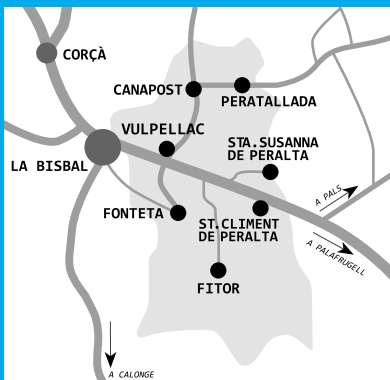 CORÇÀ
CANAPOST
PERATALLADA
VULPELLAC
STA.SUSANNA
DE PERALTA
LA BISBAL
A PALS
FONTETA
ST.CLIMENT
DE PERALTA
A PALAFRUGELL
FITOR
A CALONGE